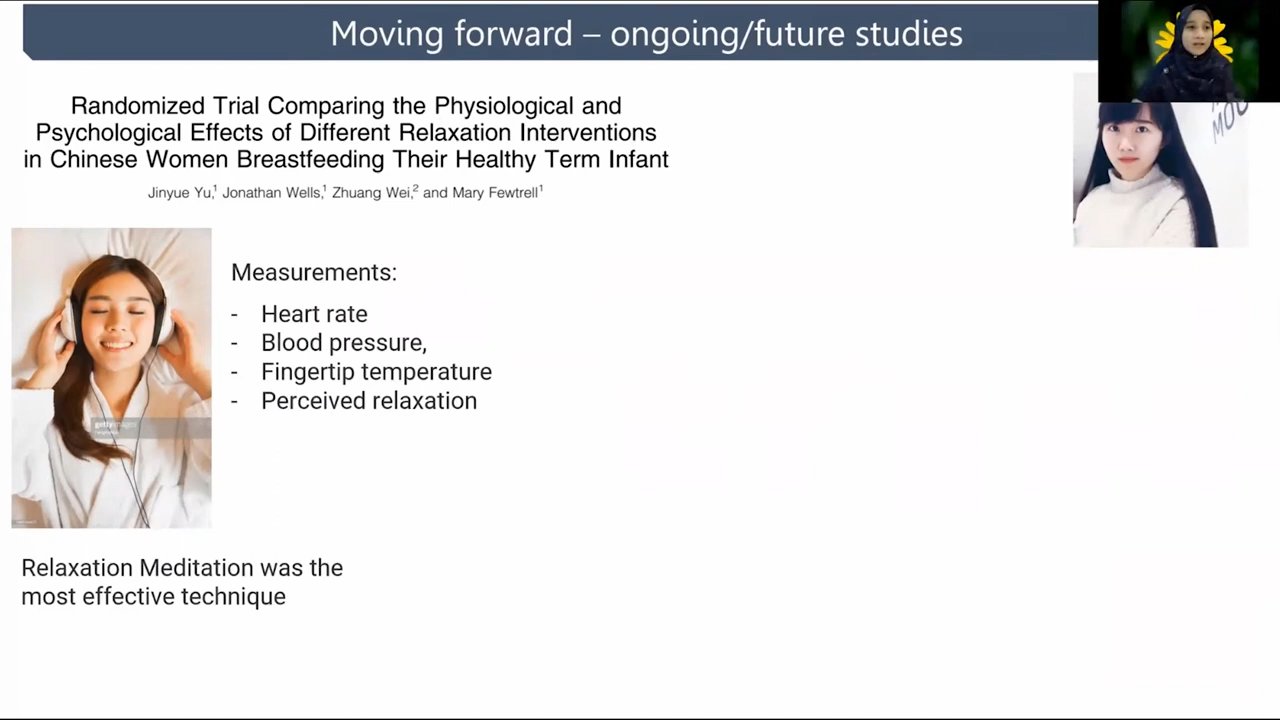 Moving forward – ongoing/future studies
Randomized Trial Comparing the Physiological and
Psychological Effects of Different Relaxation Interventions
in Chinese Women Breastfeeding Their Healthy Term Infant
Jinyue Yu,¹ Jonathan Wells,¹ Zhuang Wei,² and Mary Fewtrell¹
MOO
Measurements:
- Heart rate
- Blood pressure,
- Fingertip temperature
- Perceived relaxation
gettyimages
Relaxation Meditation was the
most effective technique